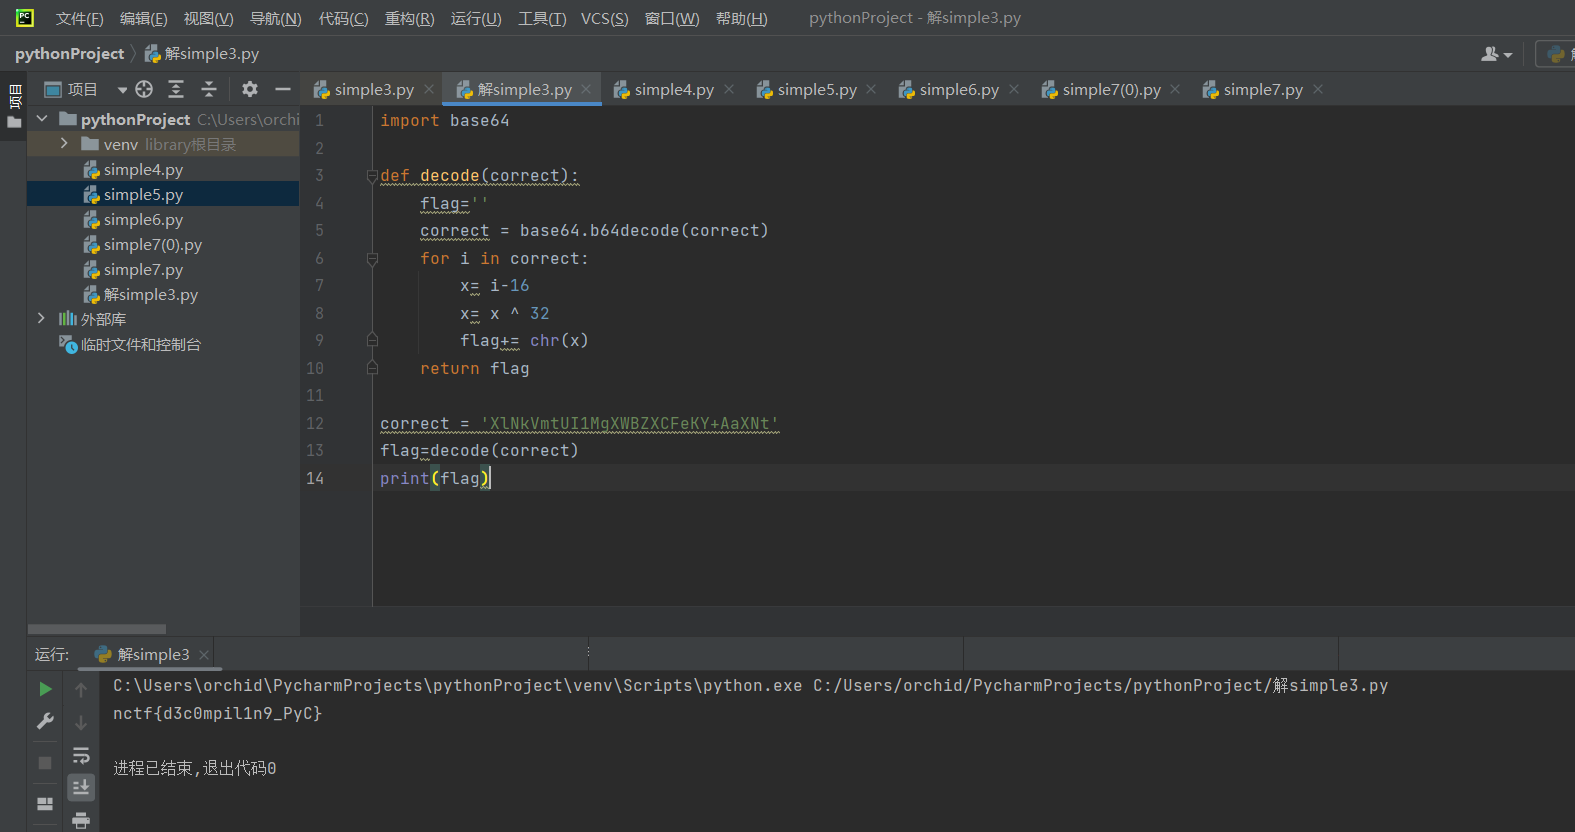 PC 文件(F) 编辑(E) 视图(V) 导航(N) 代码(C) 重构(R) 运行(U) 工具(T) VCS(S) 窗口(W) 帮助(H) pythonProject - 解simple3.py
pythonProject 解simple3.py
项目
项目 simple3.py 解simple3.py simple4.py simple5.py simple6.py simple7(0).py simple7.py
pythonProject C:\Users\orchi
venv library根目录
simple4.py
simple5.py
simple6.py
simple7(0).py
simple7.py
解simple3.py
外部库
临时文件和控制台
1 import base64
2
3 def decode(correct):
4 flag=''
5 correct = base64.b64decode(correct)
6 for i in correct:
7 x= i-16
8 x= x ^ 32
9 flag+= chr(x)
10 return flag
11
12 correct = 'XlNkVmtUI1MgXWBZXCFeKY+AaXNt'
13 flag=decode(correct)
14 print(flag)
运行: 解simple3
C:\Users\orchid\PycharmProjects\pythonProject\venv\Scripts\python.exe C:/Users/orchid/PycharmProjects/pythonProject/解simple3.py
nctf{d3c0mpil1n9_PyC}
进程已结束,退出代码0